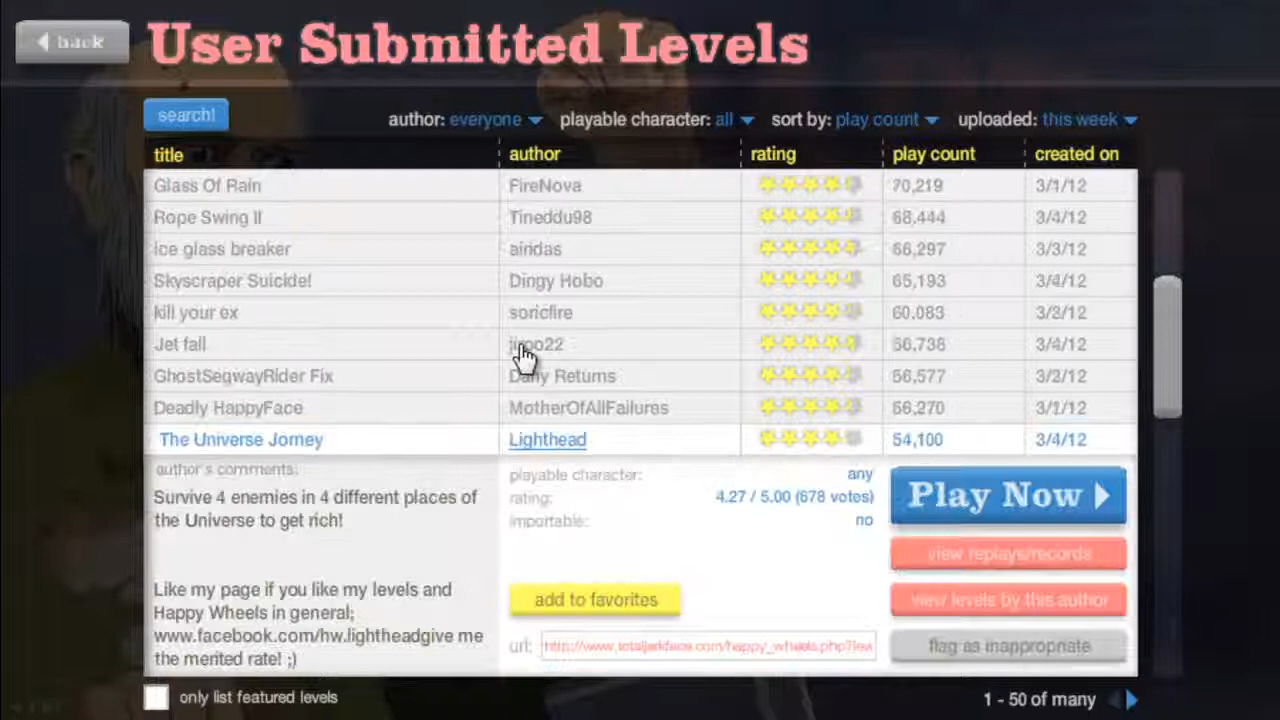 back
User Submitted Levels
search!
author: everyone playable character: all sort by: play count uploaded: this week
title author rating play count created on
Glass Of Rain FireNova 70,219 3/1/12
Rope Swing II Tineddu98 68,444 3/4/12
Ice glass breaker airidas 66,297 3/3/12
Skyscraper Suicide! Dingy Hobo 65,193 3/4/12
kill your ex soricfire 60,083 3/3/12
Jet fall 56,738 3/4/12
GhostSegwayRider Fix Daily Returns 56,577 3/2/12
Deadly HappyFace MotherOfAllFailures 56,270 3/1/12
The Universe Jorney Lighthead 54,100 3/4/12
author's comments:
Survive 4 enemies in 4 different places of
the Universe to get rich!
Like my page if you like my levels and
Happy Wheels in general;
www.facebook.com/hw.lightheadgive me
the merited rate! ;)
playable character: any
rating: 4.27 / 5.00 (678 votes)
importable: no
add to favorites
url: http://www.totaljerkface.com/happy_wheels.php?lev
Play Now
view replays/records
view levels by this author
flag as inappropriate
only list featured levels
1 - 50 of many